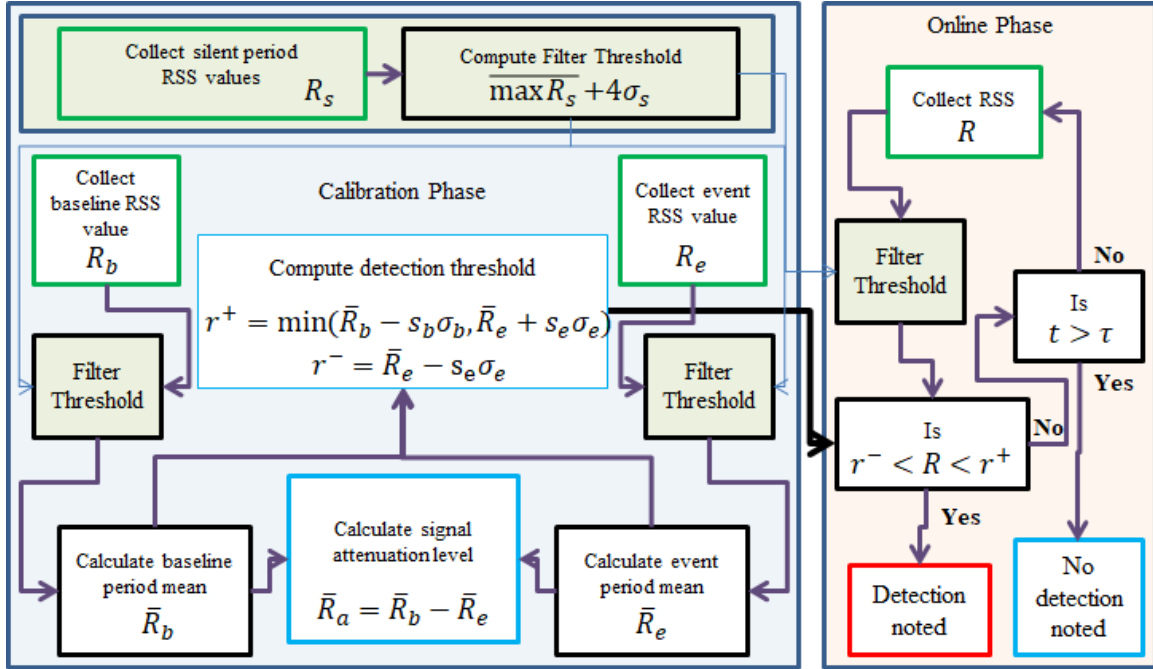 Collect silent period
RSS values
R_s
Compute Filter Threshold
\overline{max R_s} + 4σ_s
Collect
baseline RSS
value
R_b
Calibration Phase
Collect event
RSS value
R_e
Compute detection threshold
r⁺ = min(R̄_b − s_bσ_b, R̄_e + s_eσ_e)
r⁻ = R̄_e − s_eσ_e
Filter
Threshold
Filter
Threshold
Calculate baseline
period mean
R̄_b
Calculate signal
attenuation level
R̄_a = R̄_b − R̄_e
Calculate event
period mean
R̄_e
Online Phase
Collect RSS
R
Filter
Threshold
No
Is
t > τ
Yes
Is
r⁻ < R < r⁺
No
Yes
Detection
noted
No
detection
noted